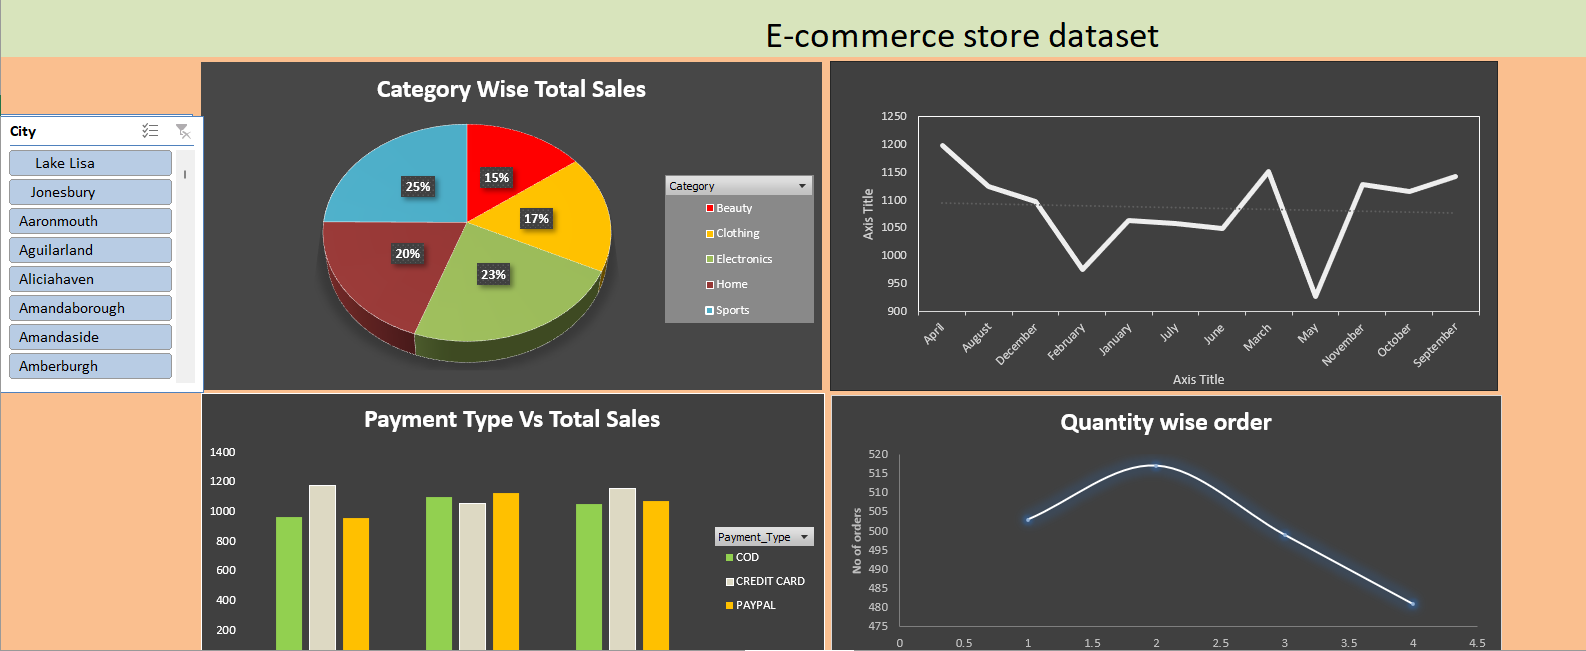 E-commerce store dataset
City
Lake Lisa
Jonesbury
Aaronmouth
Aguilarland
Aliciahaven
Amandaborough
Amandaside
Amberburgh
Category Wise Total Sales
15%
17%
23%
20%
25%
Category
Beauty
Clothing
Electronics
Home
Sports
1250
1200
1150
1100
1050
1000
950
900
Axis Title
April
August
December
February
January
July
June
March
May
November
October
September
Axis Title
Payment Type Vs Total Sales
1400
1200
1000
800
600
400
200
Payment_Type
COD
CREDIT CARD
PAYPAL
Quantity wise order
520
515
510
505
500
495
490
485
480
475
No of orders
0 0.5 1 1.5 2 2.5 3 3.5 4 4.5